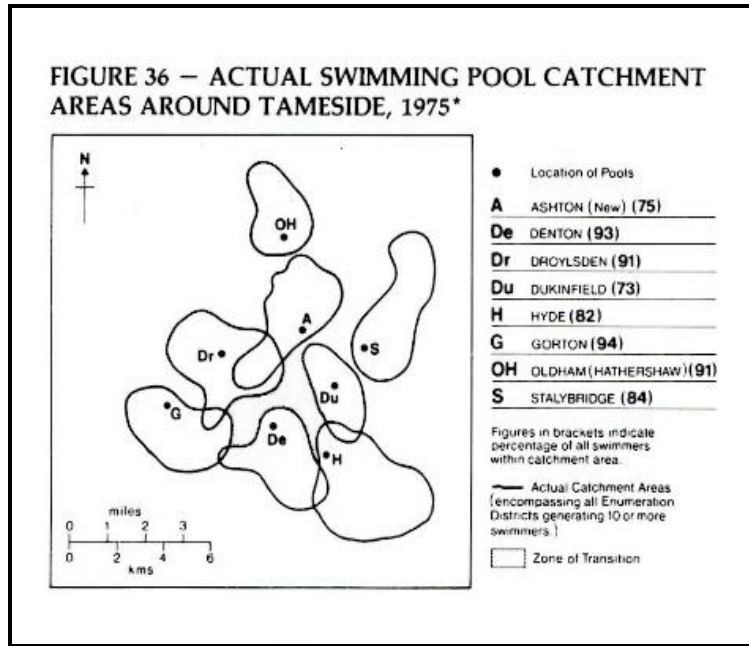 FIGURE 36 — ACTUAL SWIMMING POOL CATCHMENT
AREAS AROUND TAMESIDE, 1975*
N
OH
A
Dr
S
Du
G
De
H
miles
0 1 2 3
0 2 4 6
kms
● Location of Pools
A ASHTON (New) (75)
De DENTON (93)
Dr DROYLSDEN (91)
Du DUKINFIELD (73)
H HYDE (82)
G GORTON (94)
OH OLDHAM (HATHERSHAW) (91)
S STALYBRIDGE (84)
Figures in brackets indicate
percentage of all swimmers
within catchment area.
Actual Catchment Areas
(encompassing all Enumeration
Districts generating 10 or more
swimmers.)
Zone of Transition